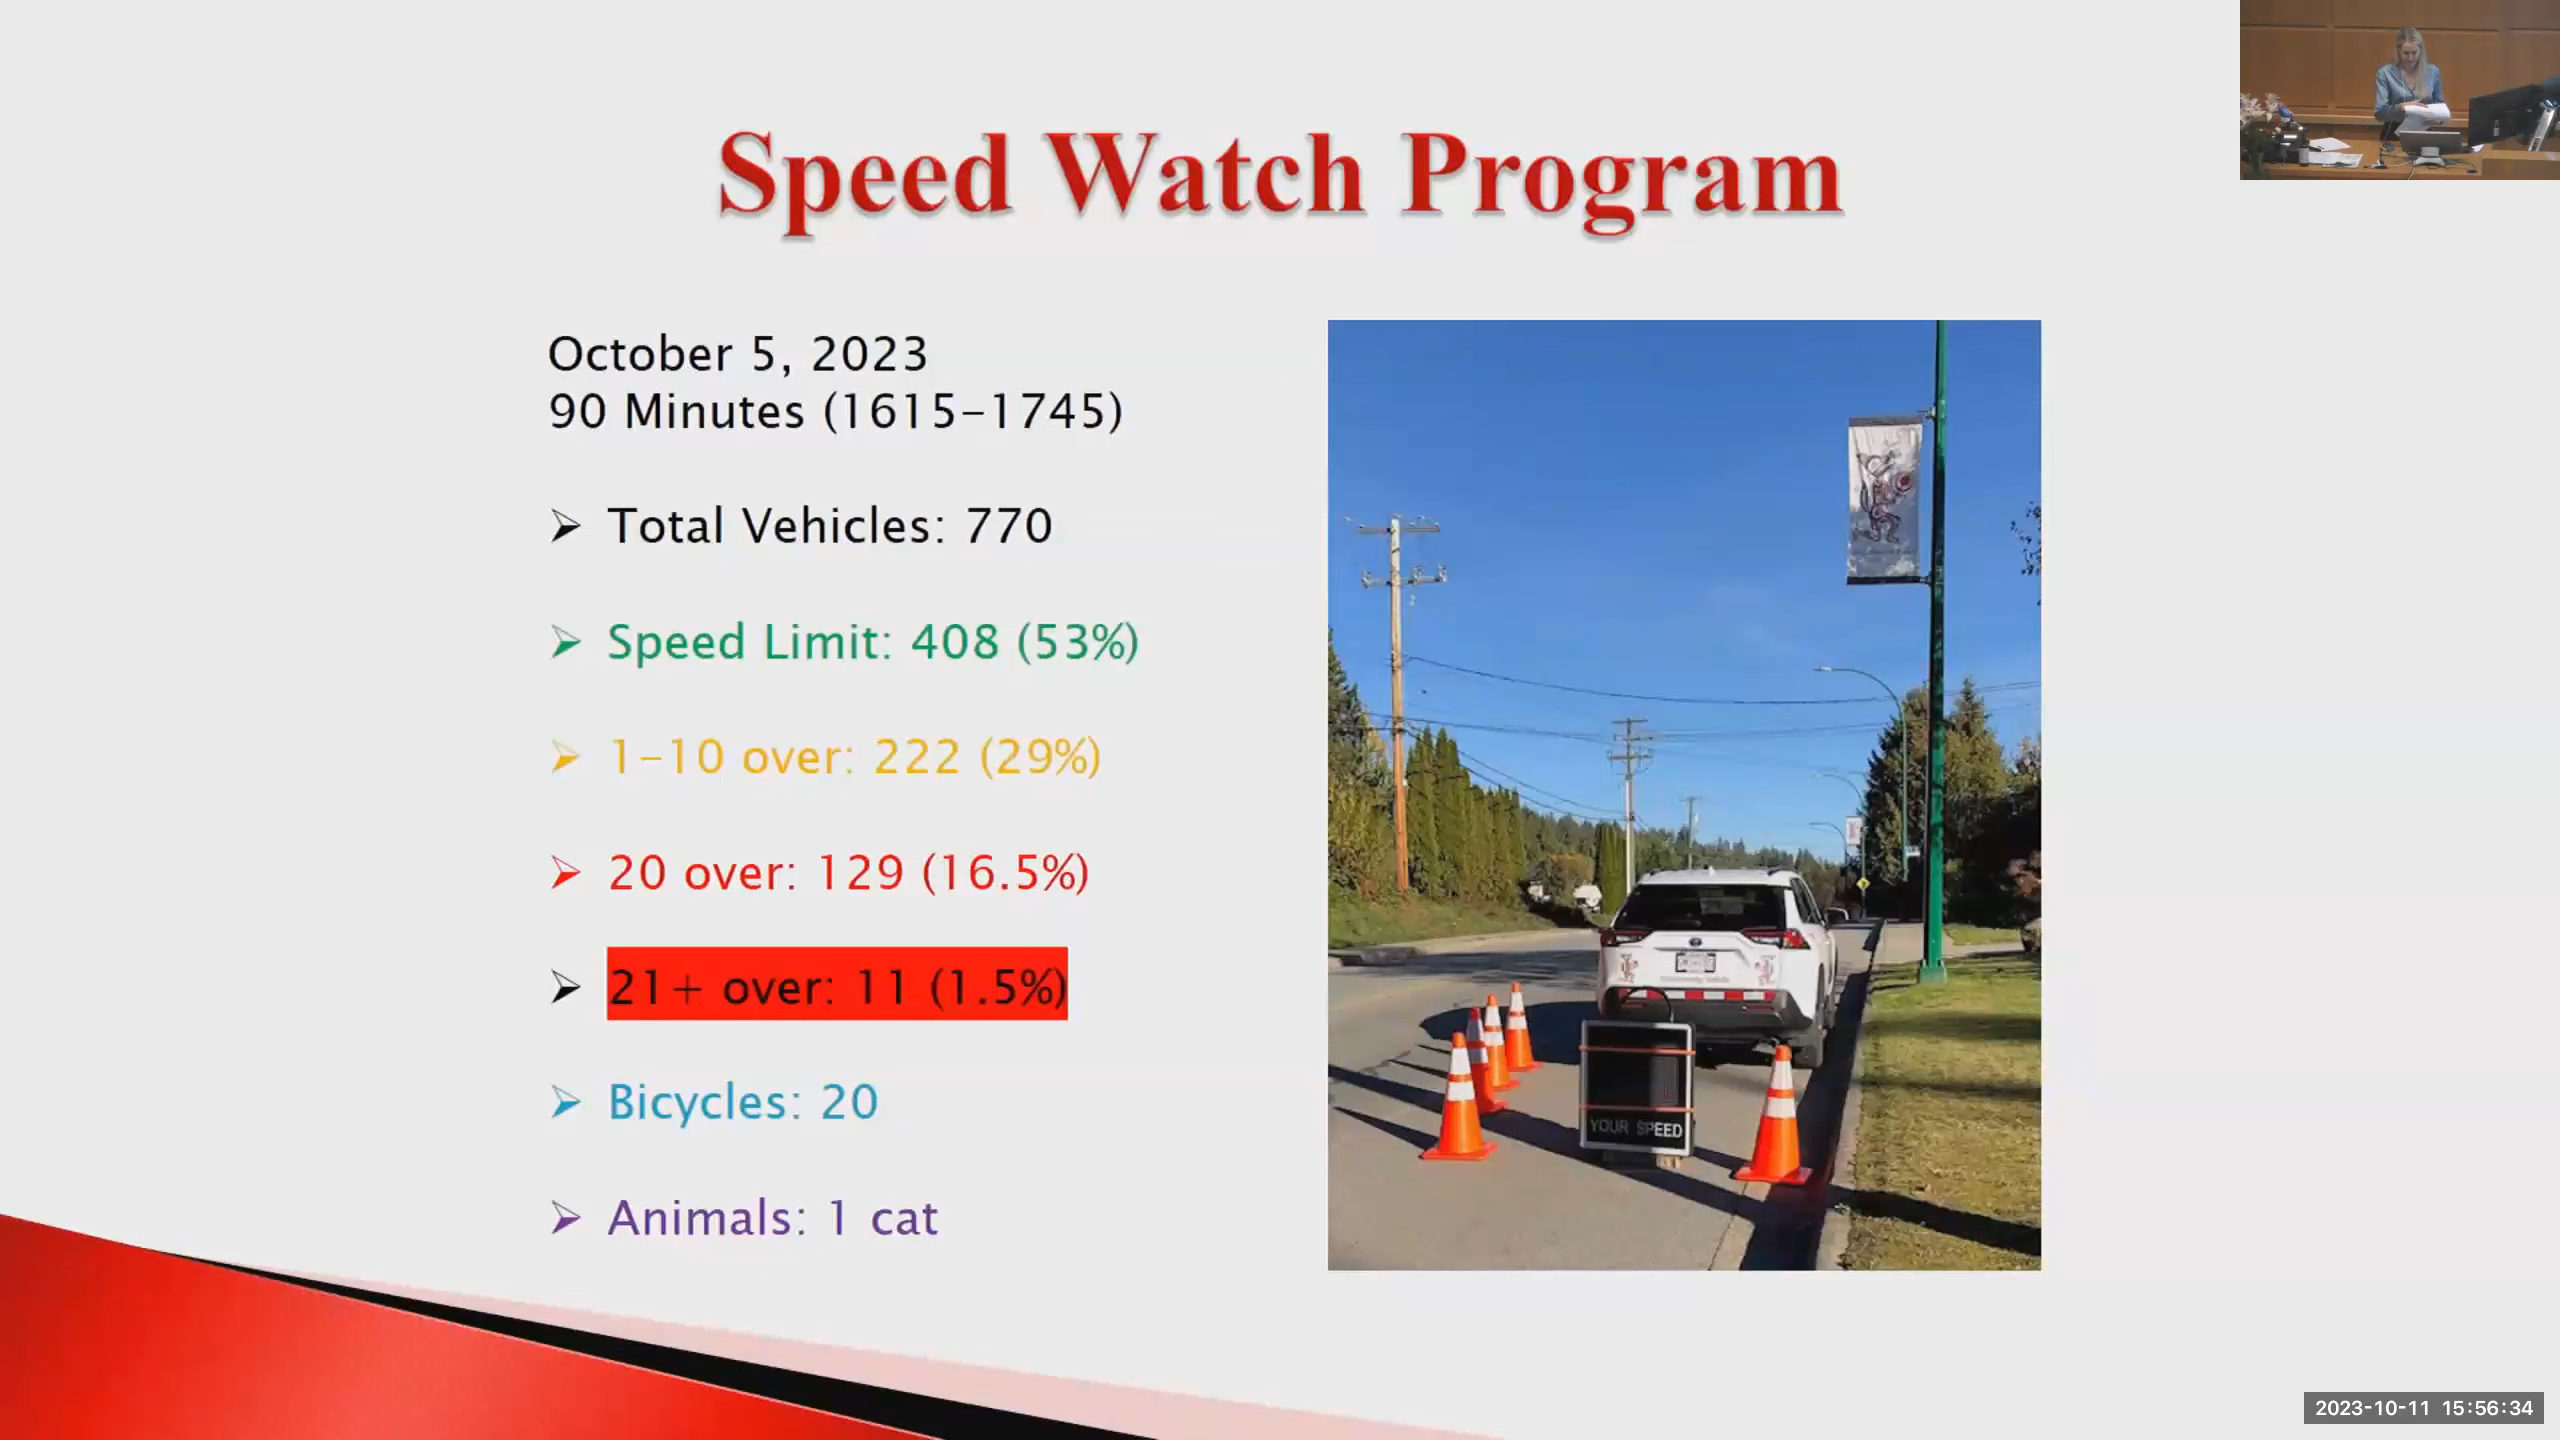 Speed Watch Program
October 5, 2023
90 Minutes (1615-1745)
Total Vehicles: 770
Speed Limit: 408 (53%)
1-10 over: 222 (29%)
20 over: 129 (16.5%)
21+ over: 11 (1.5%)
Bicycles: 20
Animals: 1 cat
YOUR SPEED
2023-10-11 15:56:34